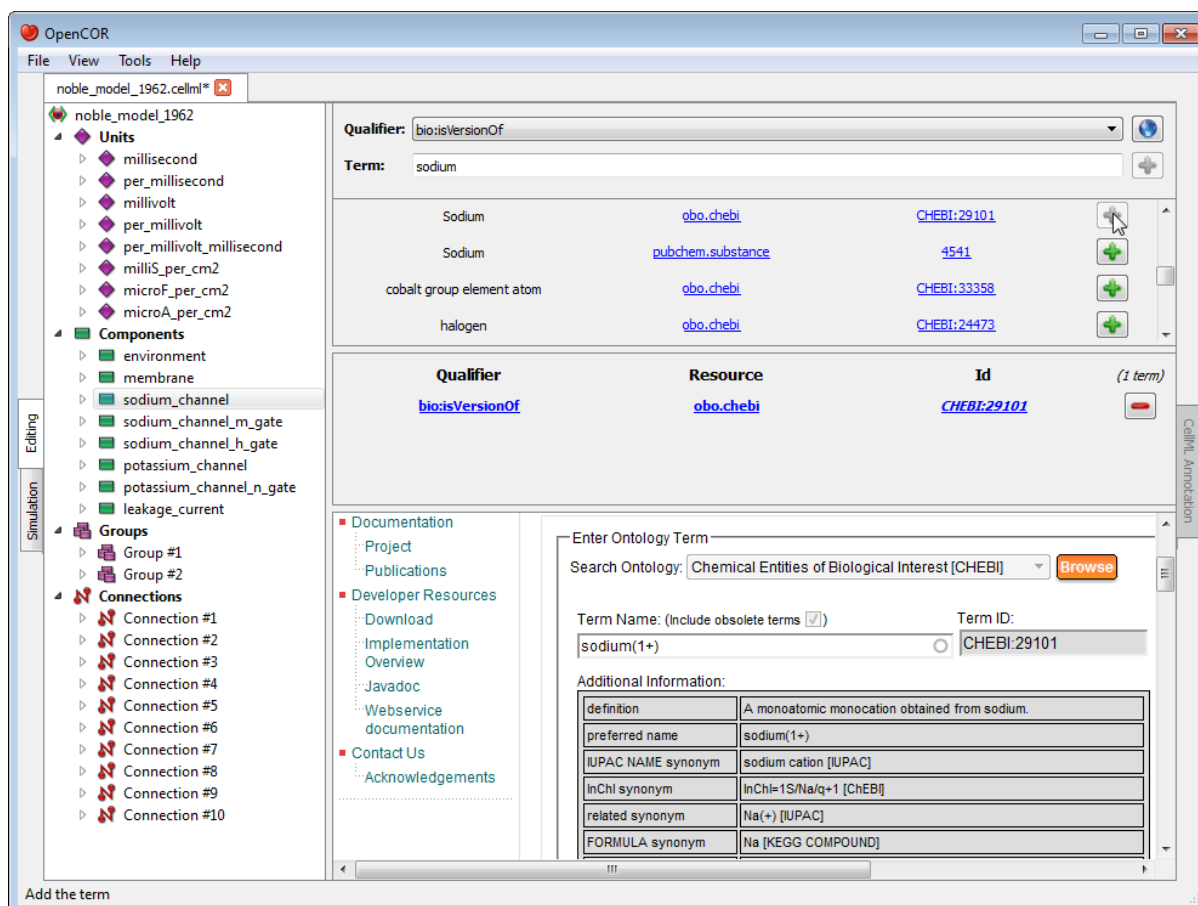 OpenCOR
File View Tools Help
noble_model_1962.cellml*
noble_model_1962
Units
millisecond
per_millisecond
millivolt
per_millivolt
per_millivolt_millisecond
milliS_per_cm2
microF_per_cm2
microA_per_cm2
Components
environment
membrane
sodium_channel
sodium_channel_m_gate
sodium_channel_h_gate
potassium_channel
potassium_channel_n_gate
leakage_current
Groups
Group #1
Group #2
Connections
Connection #1
Connection #2
Connection #3
Connection #4
Connection #5
Connection #6
Connection #7
Connection #8
Connection #9
Connection #10
Editing
Simulation
Qualifier: bio:isVersionOf
Term: sodium
Sodium obo.chebi CHEBI:29101
Sodium pubchem.substance 4541
cobalt group element atom obo.chebi CHEBI:33358
halogen obo.chebi CHEBI:24473
Qualifier Resource Id (1 term)
bio:isVersionOf obo.chebi CHEBI:29101
CellML Annotation
Documentation
Project
Publications
Developer Resources
Download
Implementation
Overview
Javadoc
Webservice
documentation
Contact Us
Acknowledgements
Enter Ontology Term
Search Ontology: Chemical Entities of Biological Interest [CHEBI] Browse
Term Name: (Include obsolete terms ) Term ID:
sodium(1+) CHEBI:29101
Additional Information:
definition A monoatomic monocation obtained from sodium.
preferred name sodium(1+)
IUPAC NAME synonym sodium cation [IUPAC]
InChI synonym InChI=1S/Na/q+1 [ChEBI]
related synonym Na(+) [IUPAC]
FORMULA synonym Na [KEGG COMPOUND]
Add the term